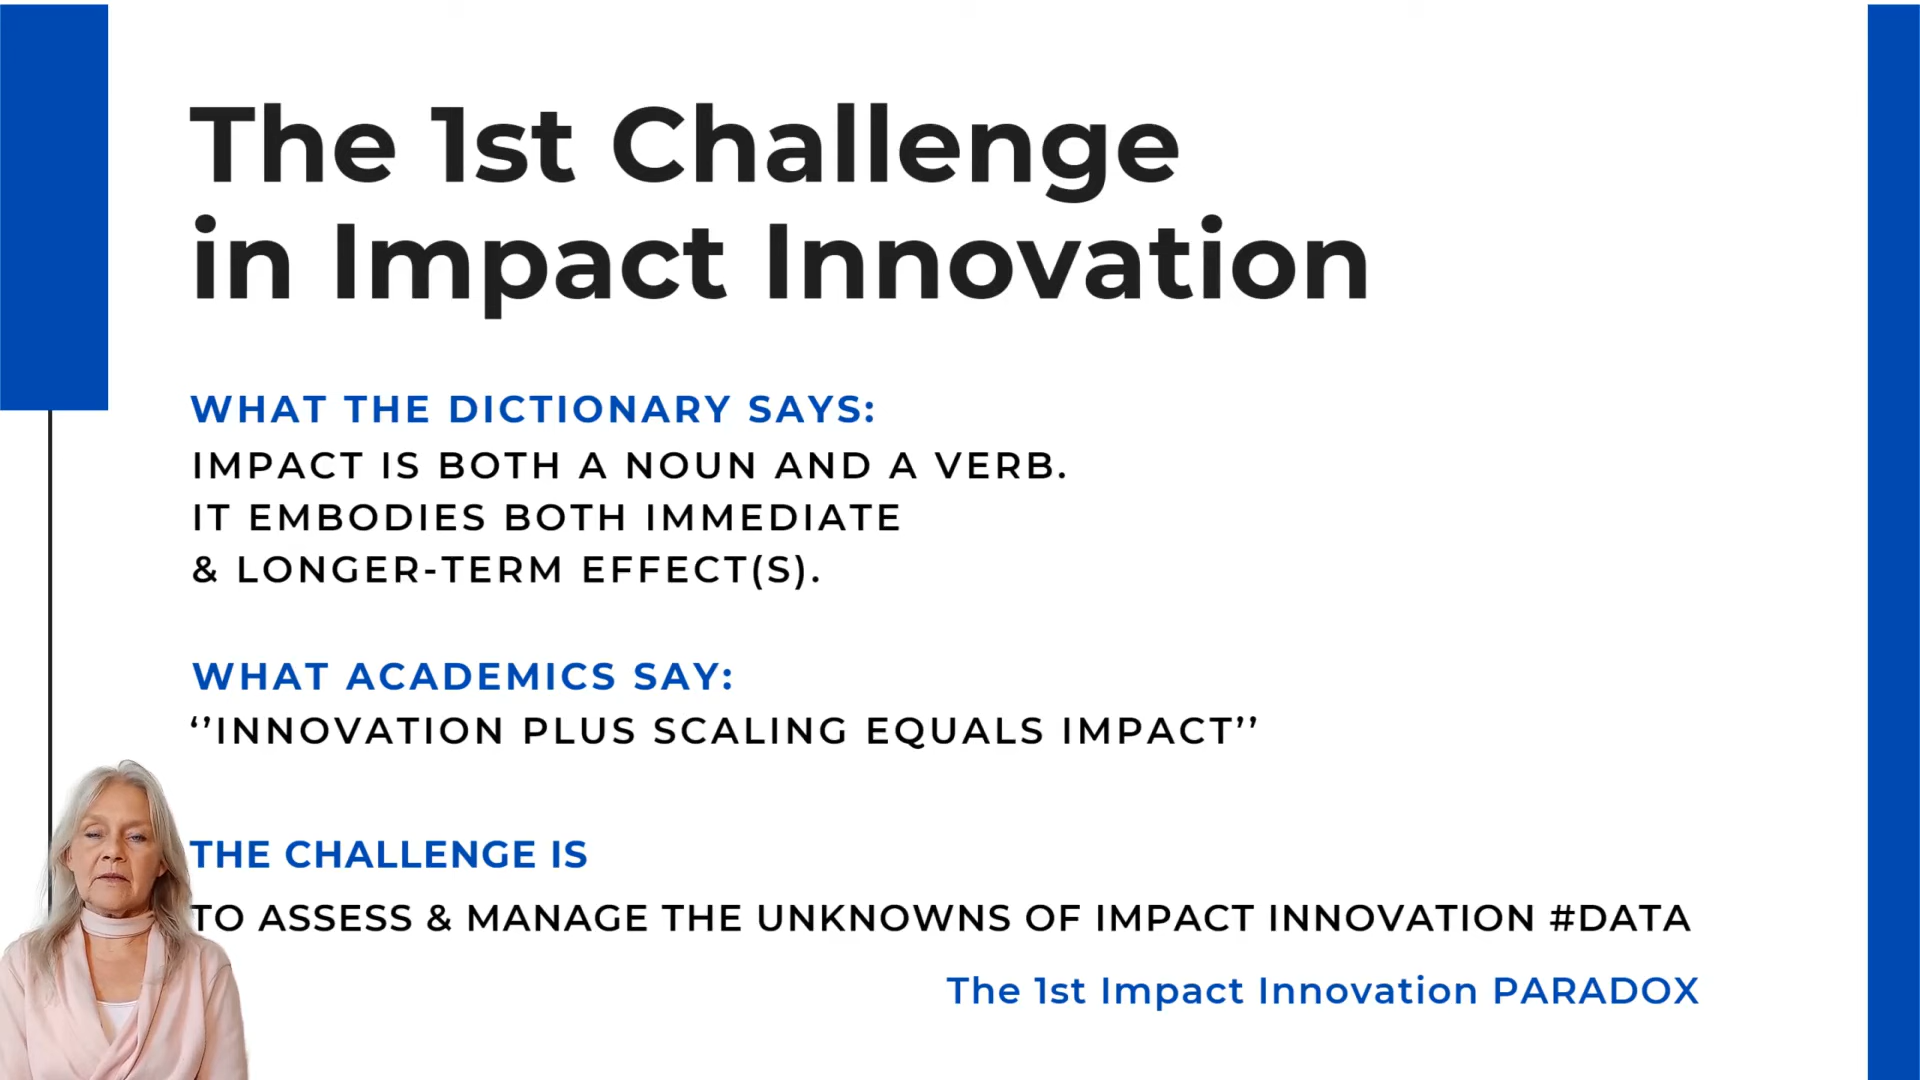 The 1st Challenge
in Impact Innovation
WHAT THE DICTIONARY SAYS:
IMPACT IS BOTH A NOUN AND A VERB.
IT EMBODIES BOTH IMMEDIATE
& LONGER-TERM EFFECT(S).
WHAT ACADEMICS SAY:
‘’INNOVATION PLUS SCALING EQUALS IMPACT’’
THE CHALLENGE IS
TO ASSESS & MANAGE THE UNKNOWNS OF IMPACT INNOVATION #DATA
The 1st Impact Innovation PARADOX